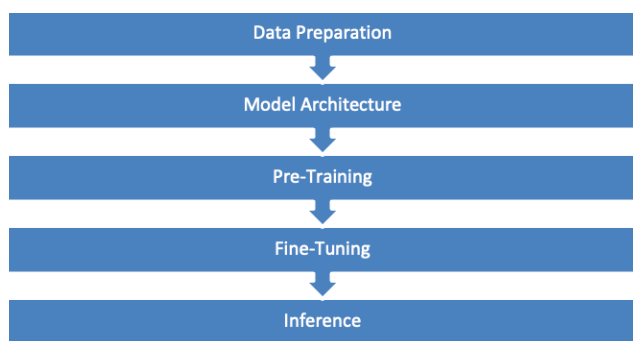 Data Preparation
Model Architecture
Pre-Training
Fine-Tuning
Inference